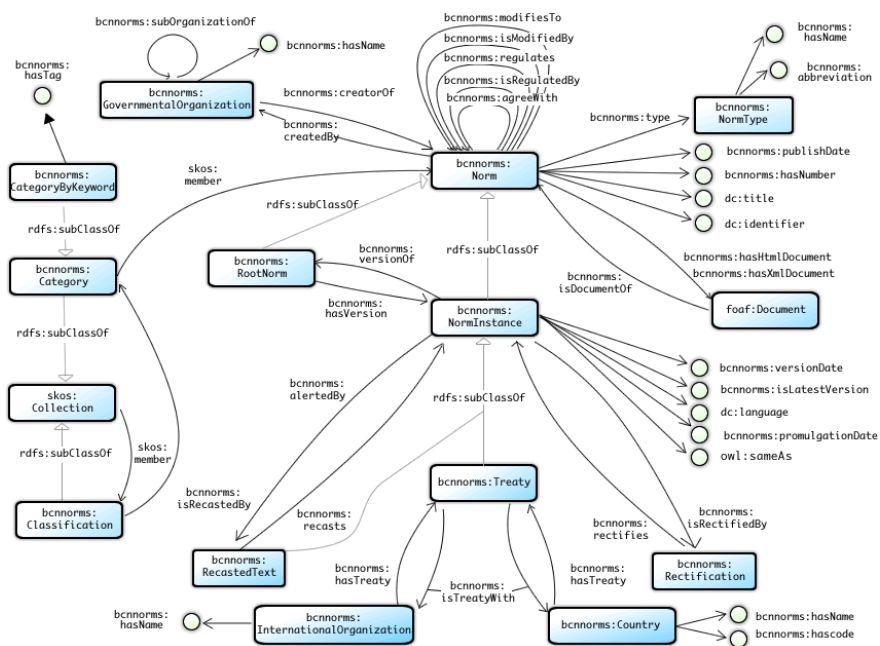 bcnnorms:subOrganizationOf
bcnnorms:
hasName
bcnnorms:modifiesTo
bcnnorms:isModifiedBy
bcnnorms:regulates
bcnnorms:isRegulatedBy
bcnnorms:agreeWith
bcnnorms:hasName
bcnnorms:
hasTag
bcnnorms:
abbreviation
bcnnorms:
GovernmentalOrganization
bcnnorms:creatorOf
bcnnorms:
createdBy
bcnnorms:type
bcnnorms:
NormType
bcnnorms:publishDate
bcnnorms:hasNumber
dc:title
dc:identifier
bcnnorms:
CategoryByKeyword
skos:
member
bcnnorms:
Norm
rdfs:subClassOf
rdfs:subClassOf
rdfs:subClassOf
bcnnorms:
versionOf
bcnnorms:
RootNorm
bcnnorms:
hasVersion
bcnnorms:
Category
bcnnorms:hasHtmlDocument
bcnnorms:hasXmlDocument
bcnnorms:
isDocumentOf
foaf:Document
bcnnorms:
NormInstance
rdfs:subClassOf
bcnnorms:versionDate
bcnnorms:isLatestVersion
dc:language
bcnnorms:promulgationDate
owl:sameAs
bcnnorms:
alertedBy
rdfs:subClassOf
skos:
Collection
rdfs:subClassOf
skos:
member
bcnnorms:
Classification
bcnnorms:
isRecastedBy
bcnnorms:
recasts
bcnnorms:Treaty
bcnnorms:
rectifies
bcnnorms:
isRectifiedBy
bcnnorms:
RecastedText
bcnnorms:
hasTreaty
bcnnorms:
isTreatyWith
bcnnorms:
hasTreaty
bcnnorms:
Rectification
bcnnorms:
hasName
bcnnorms:
InternationalOrganization
bcnnorms:Country
bcnnorms:hasName
bcnnorms:hascode